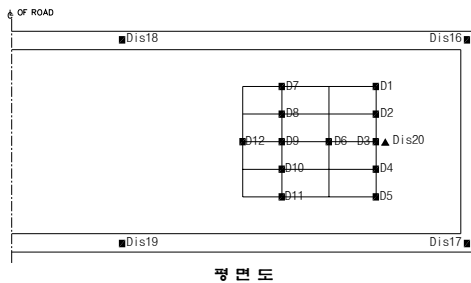 ℄ OF ROAD
Dis18 Dis16
D7 D1
D8 D2
D12 D9 D6 D3 Dis20
D10 D4
D11 D5
Dis19 Dis17
평 면 도